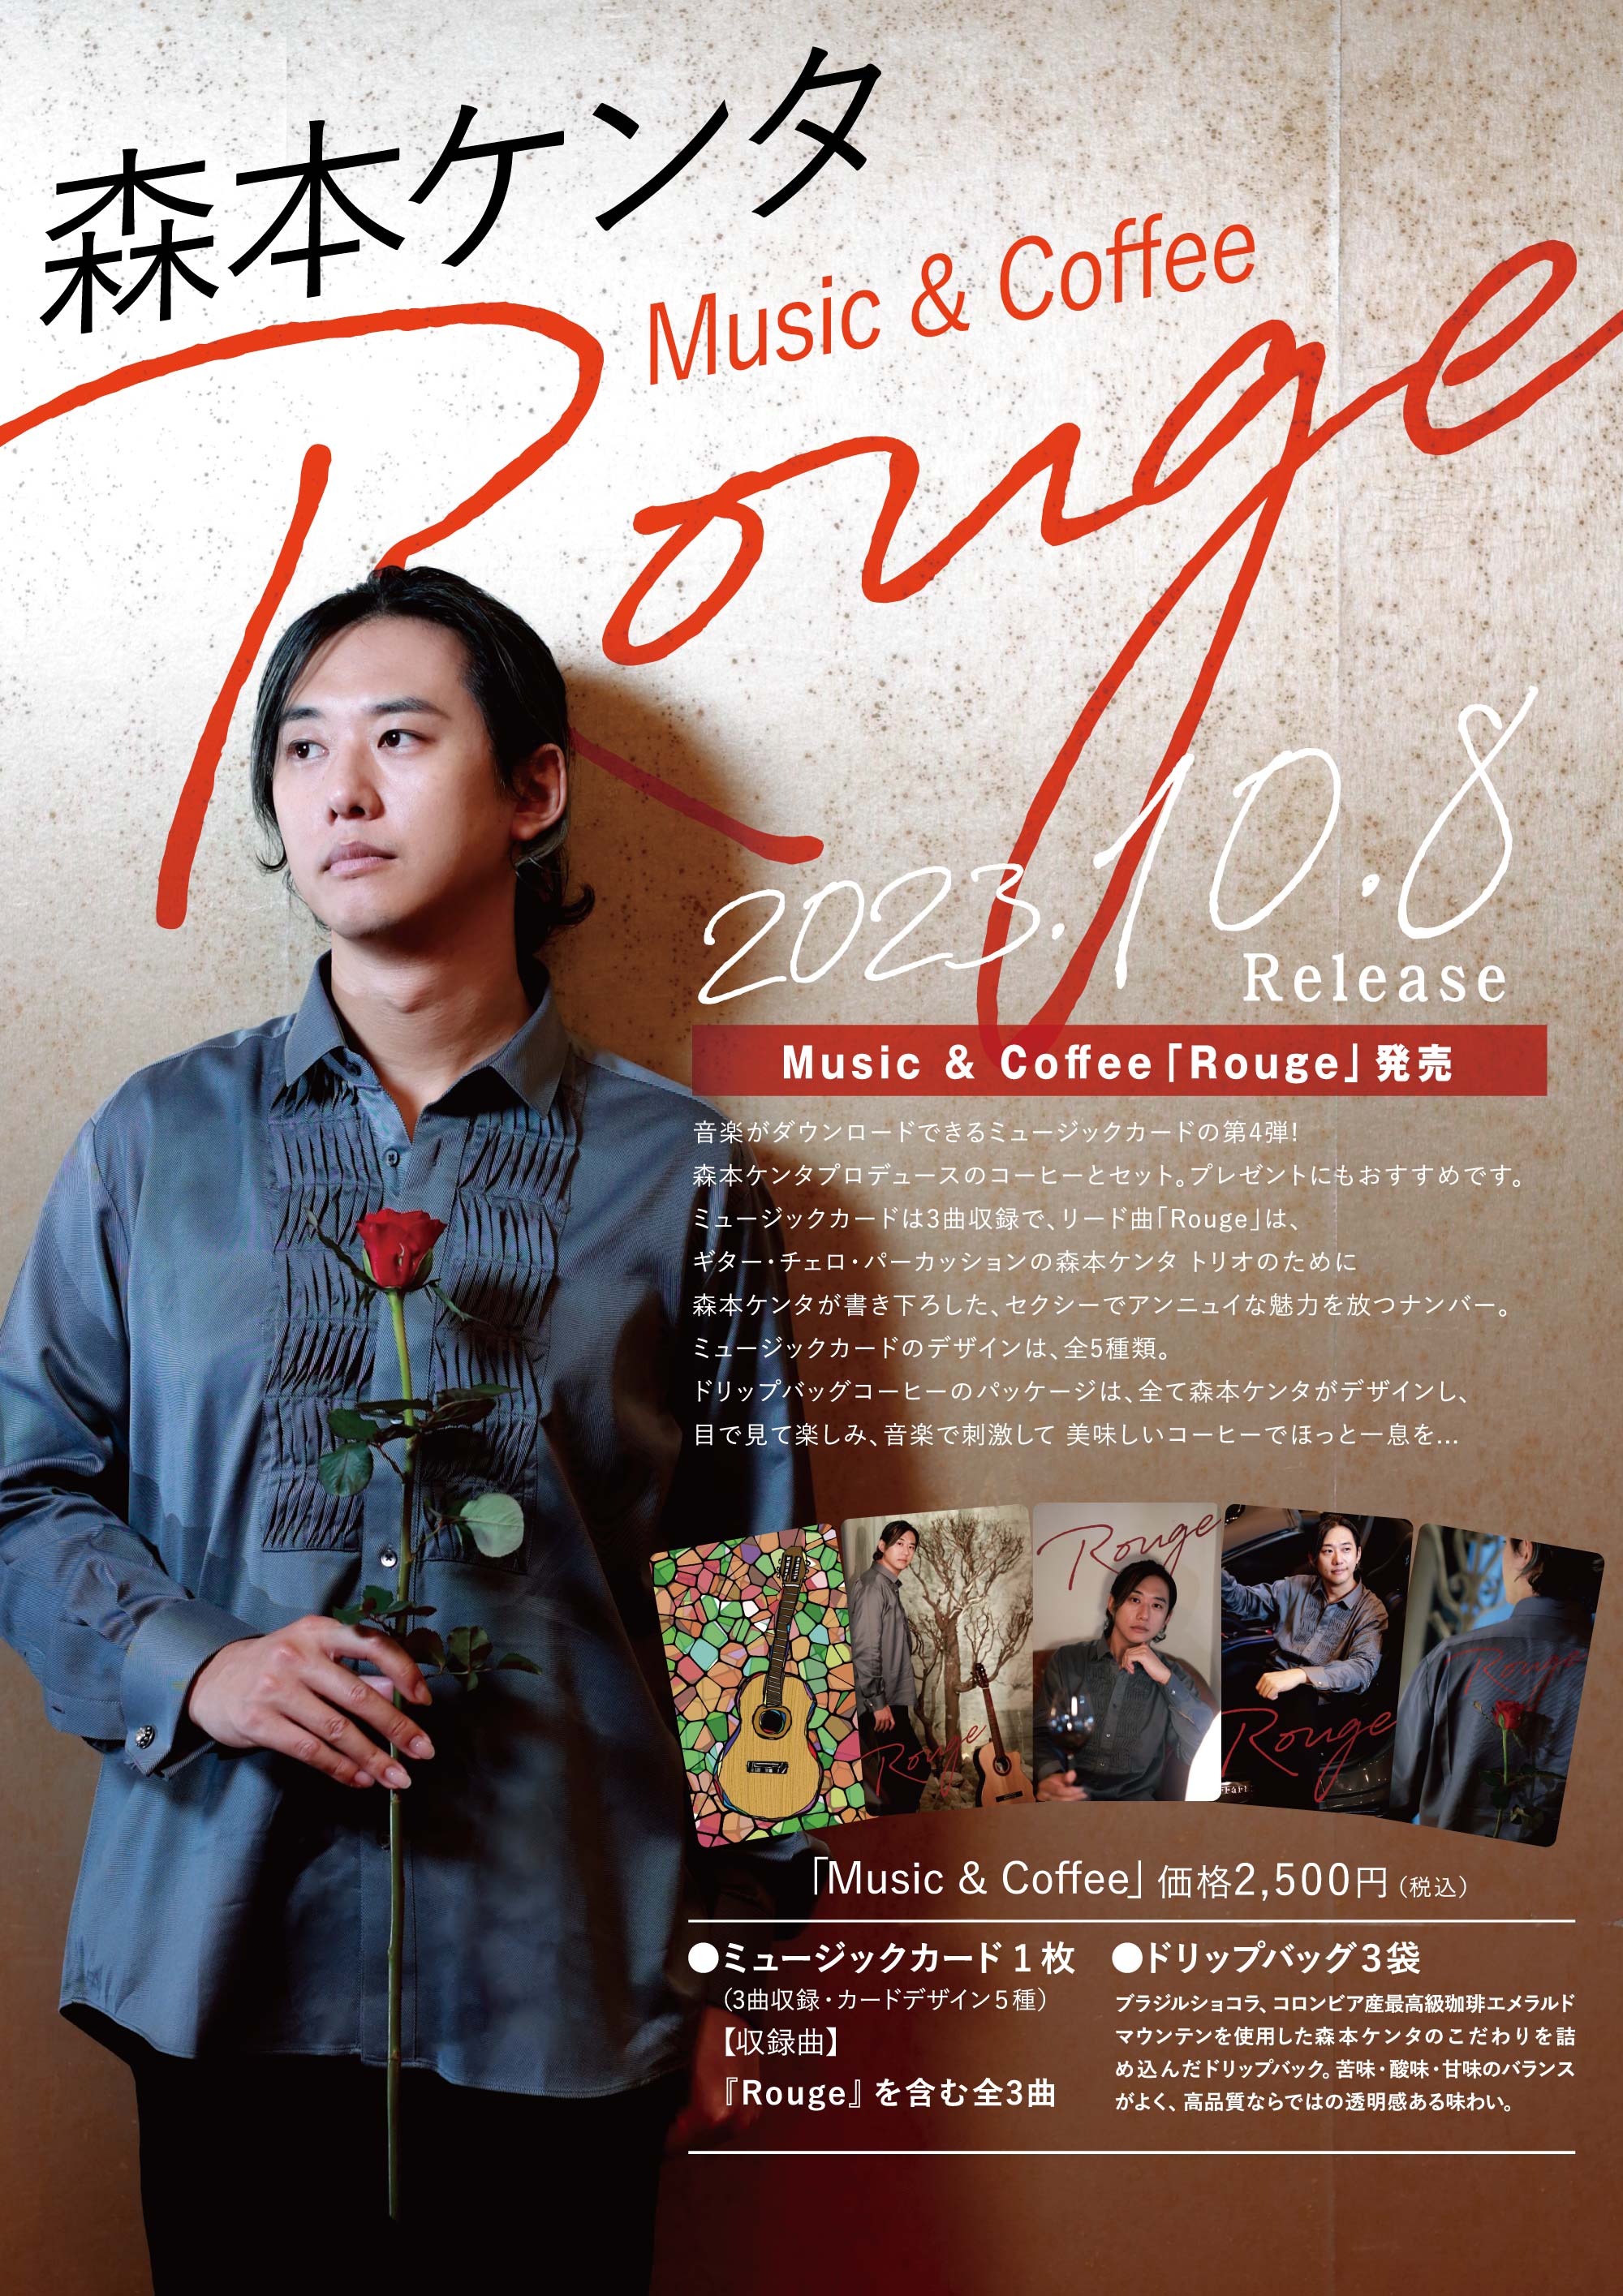 森本ケンタ
Music & Coffee
Rouge
2023.10.8
Release
Music & Coffee「Rouge」発売
音楽がダウンロードできるミュージックカードの第4弾!
森本ケンタプロデュースのコーヒーとセット。プレゼントにもおすすめです。
ミュージックカードは3曲収録で、リード曲「Rouge」は、
ギター・チェロ・パーカッションの森本ケンタ トリオのために
森本ケンタが書き下ろした、セクシーでアンニュイな魅力を放つナンバー。
ミュージックカードのデザインは、全5種類。
ドリップバッグコーヒーのパッケージは、全て森本ケンタがデザインし、
目で見て楽しみ、音楽で刺激して 美味しいコーヒーでほっと一息を...
Rouge
Rouge
Rouge
Rouge
「Music & Coffee」価格2,500円（税込）
●ミュージックカード１枚
（3曲収録・カードデザイン５種）
【収録曲】
『Rouge』を含む全3曲
●ドリップバッグ３袋
ブラジルショコラ、コロンビア産最高級珈琲エメラルド
マウンテンを使用した森本ケンタのこだわりを詰
め込んだドリップバック。苦味・酸味・甘味のバランス
がよく、高品質ならではの透明感ある味わい。